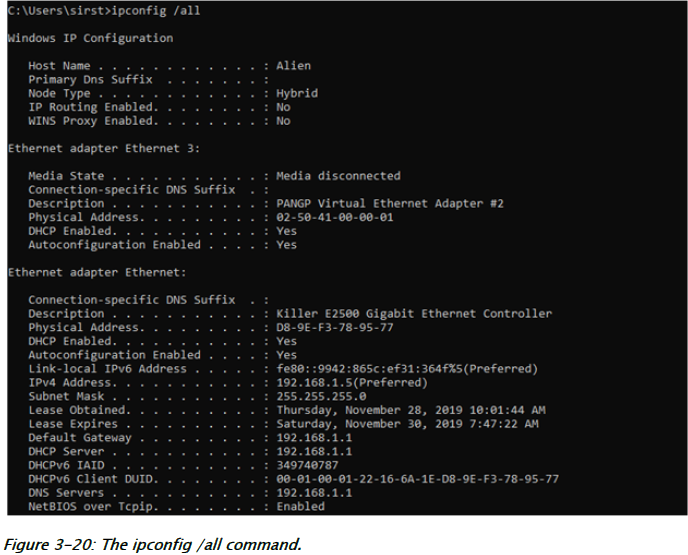 C:\Users\sirst>ipconfig /all
Windows IP Configuration
Host Name . . . . . . . . . . . . : Alien
Primary Dns Suffix  . . . . . . . :
Node Type . . . . . . . . . . . . : Hybrid
IP Routing Enabled. . . . . . . . : No
WINS Proxy Enabled. . . . . . . . : No
Ethernet adapter Ethernet 3:
Media State . . . . . . . . . . . : Media disconnected
Connection-specific DNS Suffix  . :
Description . . . . . . . . . . . : PANGP Virtual Ethernet Adapter #2
Physical Address. . . . . . . . . : 02-50-41-00-00-01
DHCP Enabled. . . . . . . . . . . : Yes
Autoconfiguration Enabled . . . . : Yes
Ethernet adapter Ethernet:
Connection-specific DNS Suffix  . :
Description . . . . . . . . . . . : Killer E2500 Gigabit Ethernet Controller
Physical Address. . . . . . . . . : D8-9E-F3-78-95-77
DHCP Enabled. . . . . . . . . . . : Yes
Autoconfiguration Enabled . . . . : Yes
Link-local IPv6 Address . . . . . : fe80::9942:865c:ef31:364f%5(Preferred)
IPv4 Address. . . . . . . . . . . : 192.168.1.5(Preferred)
Subnet Mask . . . . . . . . . . . : 255.255.255.0
Lease Obtained. . . . . . . . . . : Thursday, November 28, 2019 10:01:44 AM
Lease Expires . . . . . . . . . . : Saturday, November 30, 2019 7:47:22 AM
Default Gateway . . . . . . . . . : 192.168.1.1
DHCP Server . . . . . . . . . . . : 192.168.1.1
DHCPv6 IAID . . . . . . . . . . . : 349740787
DHCPv6 Client DUID. . . . . . . . : 00-01-00-01-22-16-6A-1E-D8-9E-F3-78-95-77
DNS Servers . . . . . . . . . . . : 192.168.1.1
NetBIOS over Tcpip. . . . . . . . : Enabled
Figure 3-20: The ipconfig /all command.